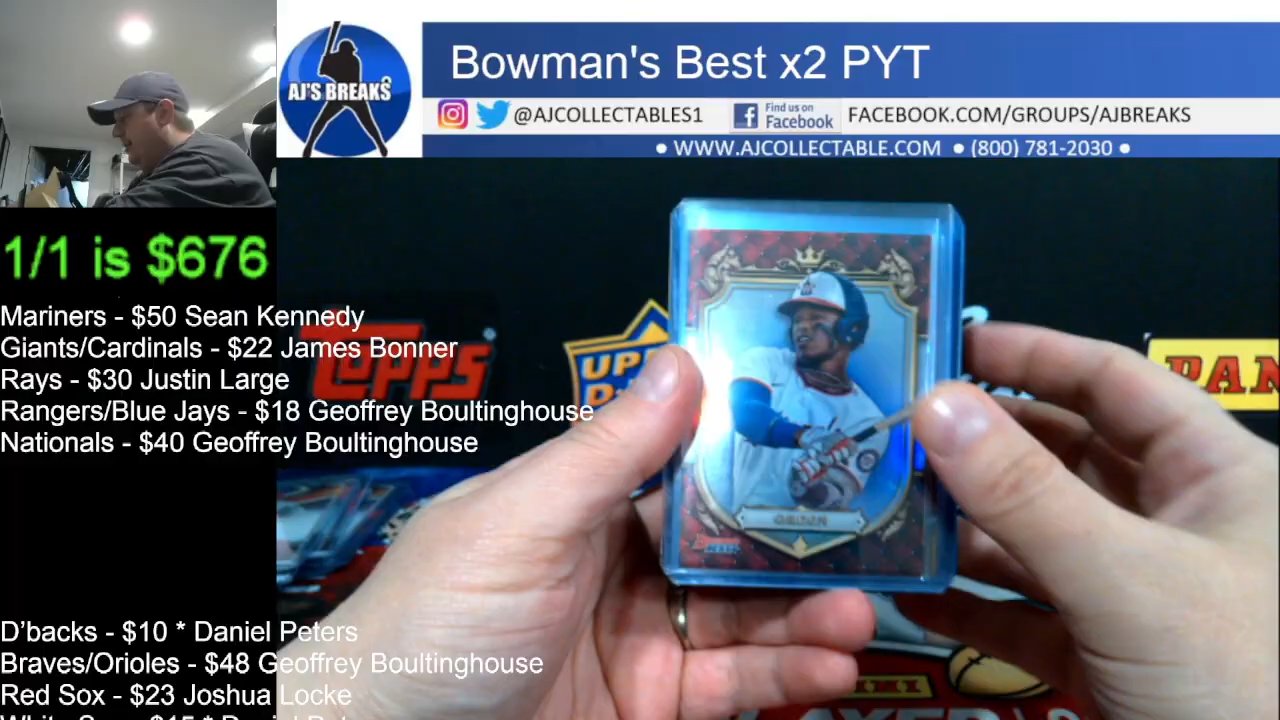 AJ'S BREAKS
Bowman's Best x2 PYT
@AJCOLLECTABLES1
Find us on
Facebook
FACEBOOK.COM/GROUPS/AJBREAKS
• WWW.AJCOLLECTABLE.COM • (800) 781-2030 •
1/1 is $676
Mariners - $50 Sean Kennedy
Giants/Cardinals - $22 James Bonner
Rays - $30 Justin Large
Rangers/Blue Jays - $18 Geoffrey Boultinghouse
Nationals - $40 Geoffrey Boultinghouse
TOPPS
UPP
PAN
D'backs - $10 * Daniel Peters
Braves/Orioles - $48 Geoffrey Boultinghouse
Red Sox - $23 Joshua Locke